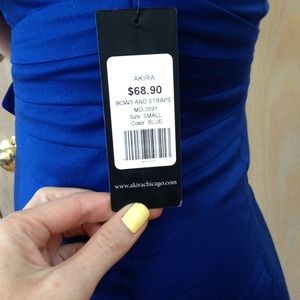 AKIRA
$68.90
BOWS AND STRAPS
MD-3591
Size: SMALL
Color: BLUE
www.akirachicago.com